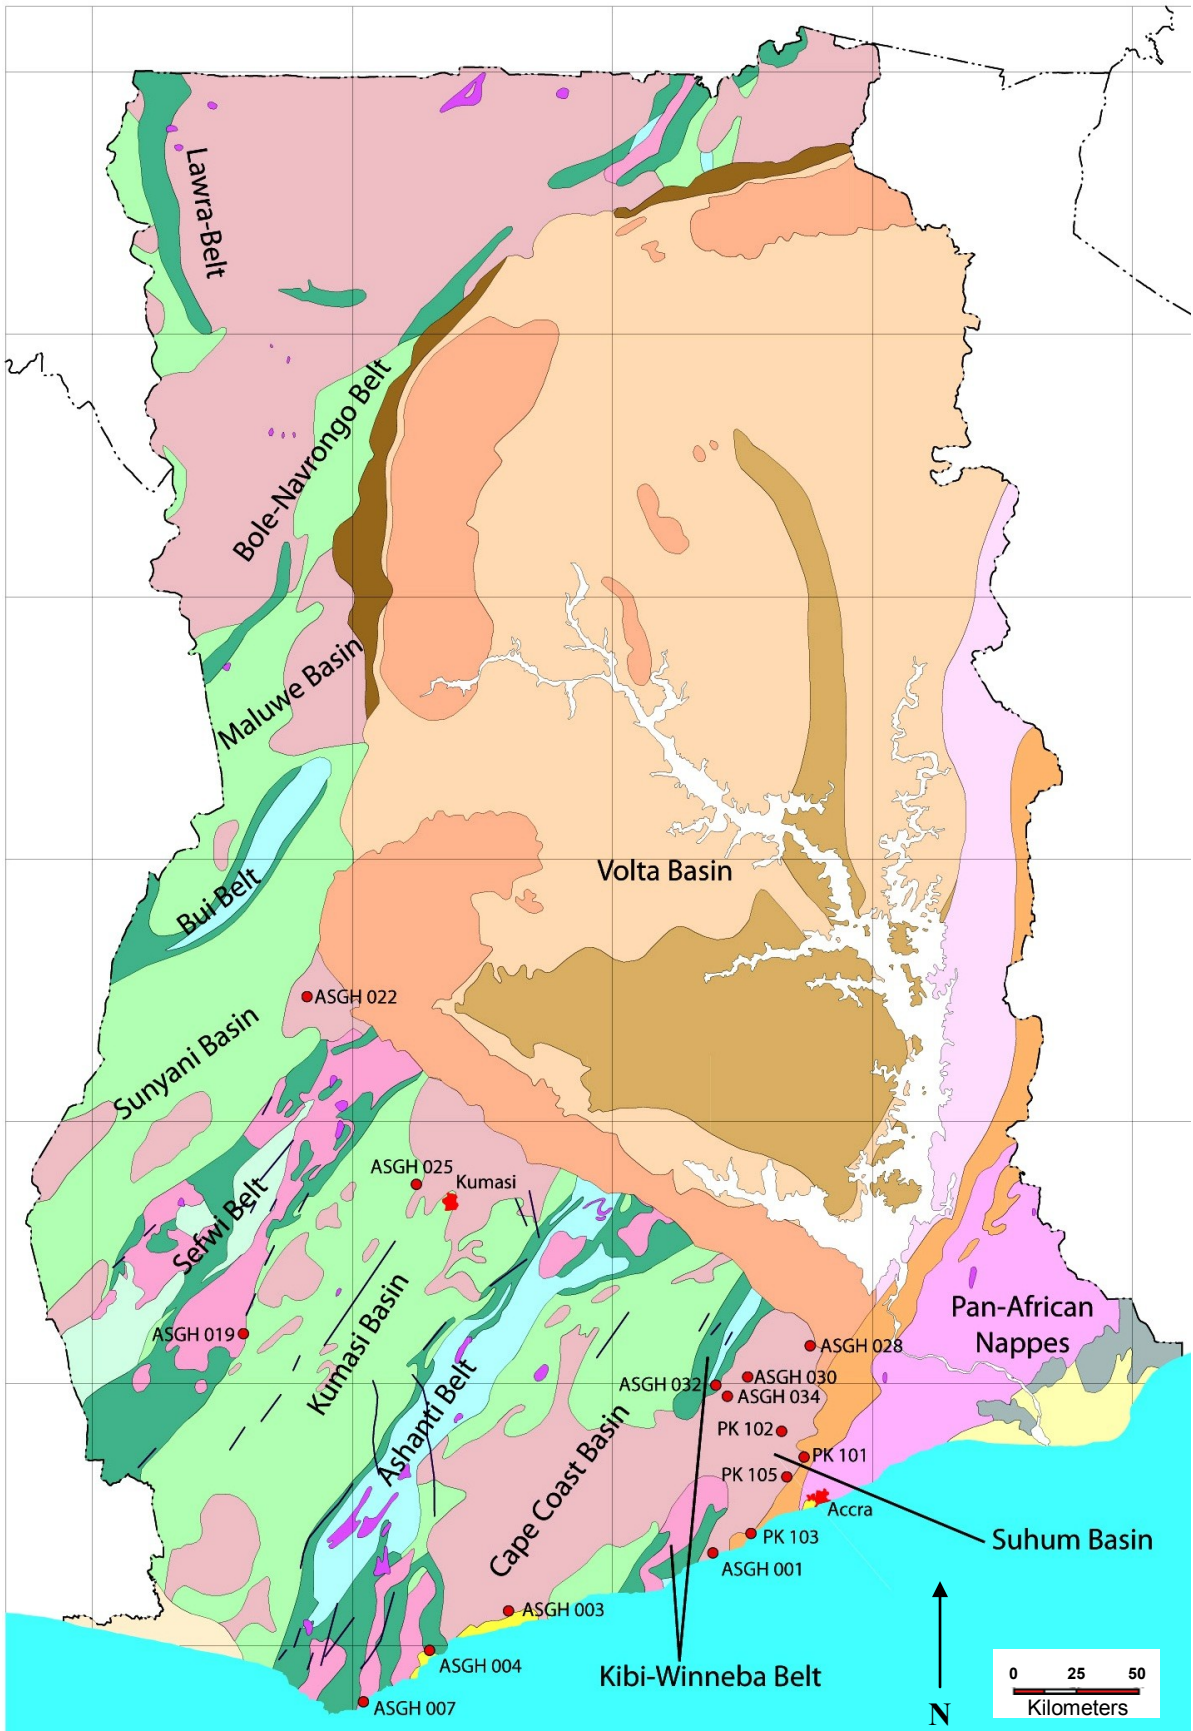 Lawra-Belt
Bole-Navrongo Belt
Maluwe Basin
Volta Basin
Bui Belt
ASGH 022
Sunyani Basin
ASGH 025
Kumasi
Sefwi Belt
Pan-African
Nappes
ASGH 019
Kumasi Basin
ASGH 028
ASGH 030
ASGH 032
ASGH 034
Ashanti Belt
PK 102
Cape Coast Basin
PK 101
PK 105
Accra
PK 103
Suhum Basin
ASGH 001
ASGH 003
ASGH 004
Kibi-Winneba Belt
0 25 50
Kilometers
ASGH 007
N